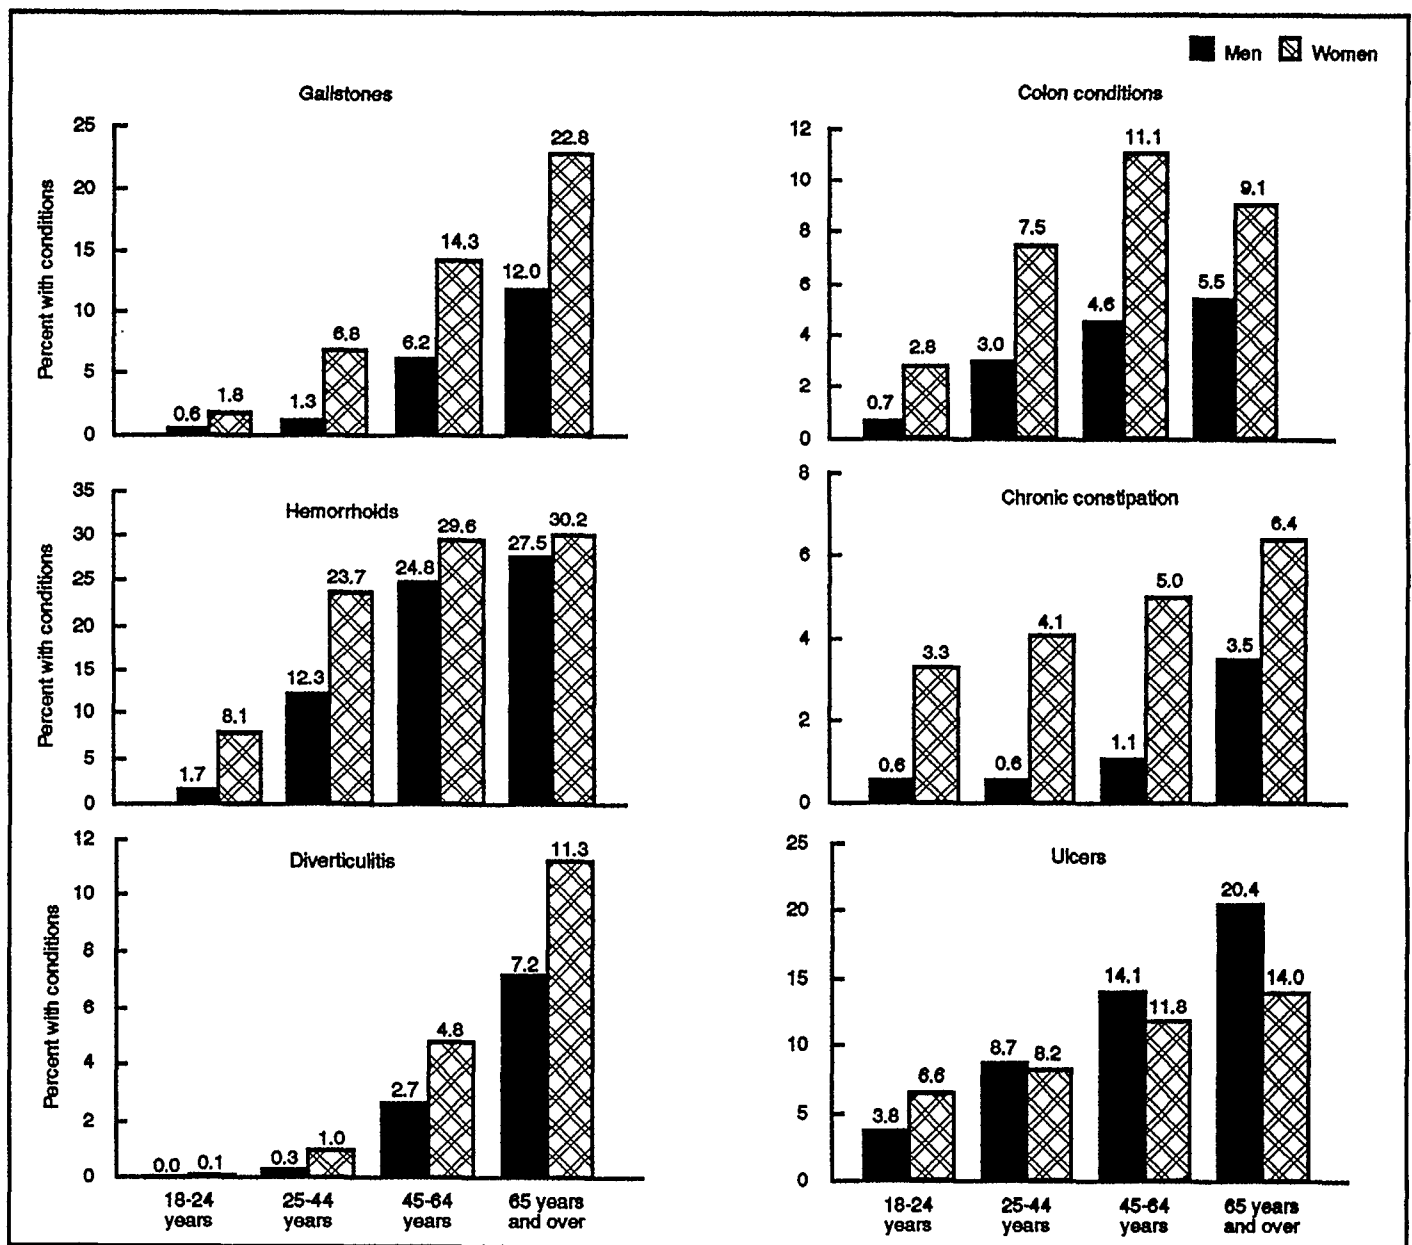 Men Women
Gallstones
Percent with conditions
25
20
15
10
5
0
0.6 1.8 1.3 6.8 6.2 14.3 12.0 22.8
Colon conditions
12
10
8
6
4
2
0
0.7 2.8 3.0 7.5 4.6 11.1 5.5 9.1
Hemorrhoids
Percent with conditions
35
30
25
20
15
10
5
0
1.7 8.1 12.3 23.7 24.8 29.6 27.5 30.2
Chronic constipation
8
6
4
2
0
0.6 3.3 0.6 4.1 1.1 5.0 3.5 6.4
Diverticulitis
Percent with conditions
12
10
8
6
4
2
0
0.0 0.1 0.3 1.0 2.7 4.8 7.2 11.3
18-24 25-44 45-64 65 years
years years years and over
Ulcers
25
20
15
10
5
0
3.8 6.6 8.7 8.2 14.1 11.8 20.4 14.0
18-24 25-44 45-64 65 years
years years years and over